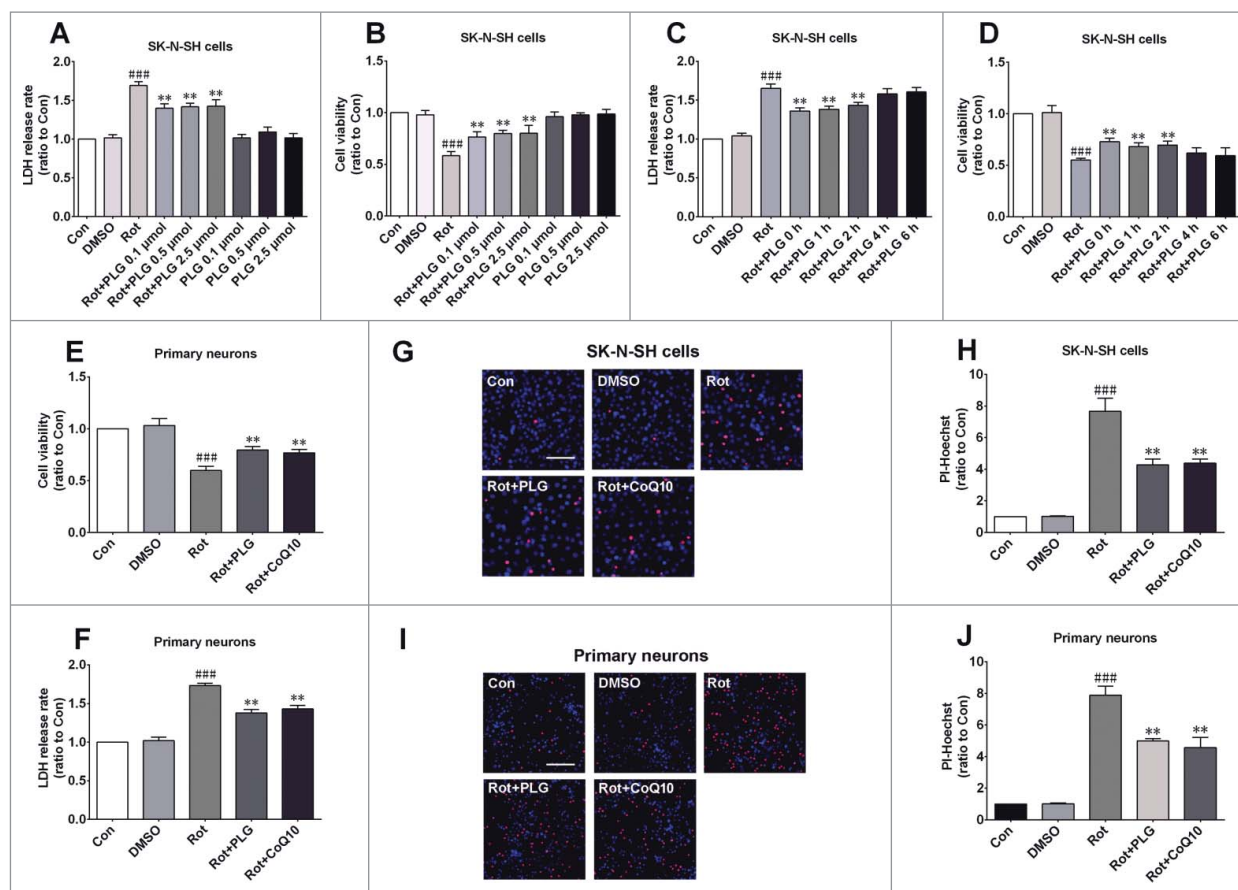 A
SK-N-SH cells
LDH release rate
(ratio to Con)
2.0
1.5
1.0
0.5
0.0
###
**
**
**
Con
DMSO
Rot
Rot+PLG 0.1 μmol
Rot+PLG 0.5 μmol
Rot+PLG 2.5 μmol
PLG 0.1 μmol
PLG 0.5 μmol
PLG 2.5 μmol
B
SK-N-SH cells
Cell viability
(ratio to Con)
1.5
1.0
0.5
0.0
###
**
**
**
Con
DMSO
Rot
Rot+PLG 0.1 μmol
Rot+PLG 0.5 μmol
Rot+PLG 2.5 μmol
PLG 0.1 μmol
PLG 0.5 μmol
PLG 2.5 μmol
C
SK-N-SH cells
LDH release rate
(ratio to Con)
2.0
1.5
1.0
0.5
0.0
###
**
**
**
Con
DMSO
Rot
Rot+PLG 0 h
Rot+PLG 1 h
Rot+PLG 2 h
Rot+PLG 4 h
Rot+PLG 6 h
D
SK-N-SH cells
Cell viability
(ratio to Con)
1.5
1.0
0.5
0.0
###
**
**
**
Con
DMSO
Rot
Rot+PLG 0 h
Rot+PLG 1 h
Rot+PLG 2 h
Rot+PLG 4 h
Rot+PLG 6 h
E
Primary neurons
Cell viability
(ratio to Con)
1.5
1.0
0.5
0.0
###
**
**
Con
DMSO
Rot
Rot+PLG
Rot+CoQ10
G
SK-N-SH cells
Con
DMSO
Rot
Rot+PLG
Rot+CoQ10
H
SK-N-SH cells
PI-Hoechst
(ratio to Con)
10
8
6
4
2
0
###
**
**
Con
DMSO
Rot
Rot+PLG
Rot+CoQ10
F
Primary neurons
LDH release rate
(ratio to Con)
2.0
1.5
1.0
0.5
0.0
###
**
**
Con
DMSO
Rot
Rot+PLG
Rot+CoQ10
I
Primary neurons
Con
DMSO
Rot
Rot+PLG
Rot+CoQ10
J
Primary neurons
PI-Hoechst
(ratio to Con)
10
8
6
4
2
0
###
**
**
Con
DMSO
Rot
Rot+PLG
Rot+CoQ10